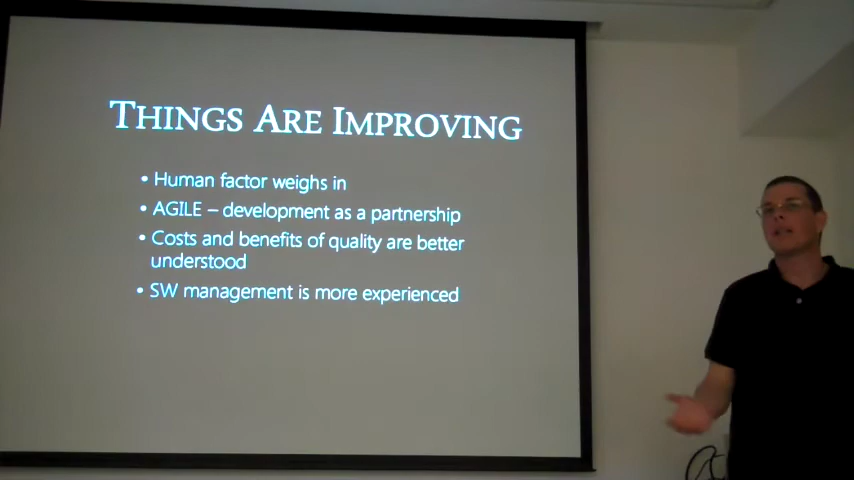 THINGS ARE IMPROVING
• Human factor weighs in
• AGILE – development as a partnership
• Costs and benefits of quality are better
understood
• SW management is more experienced